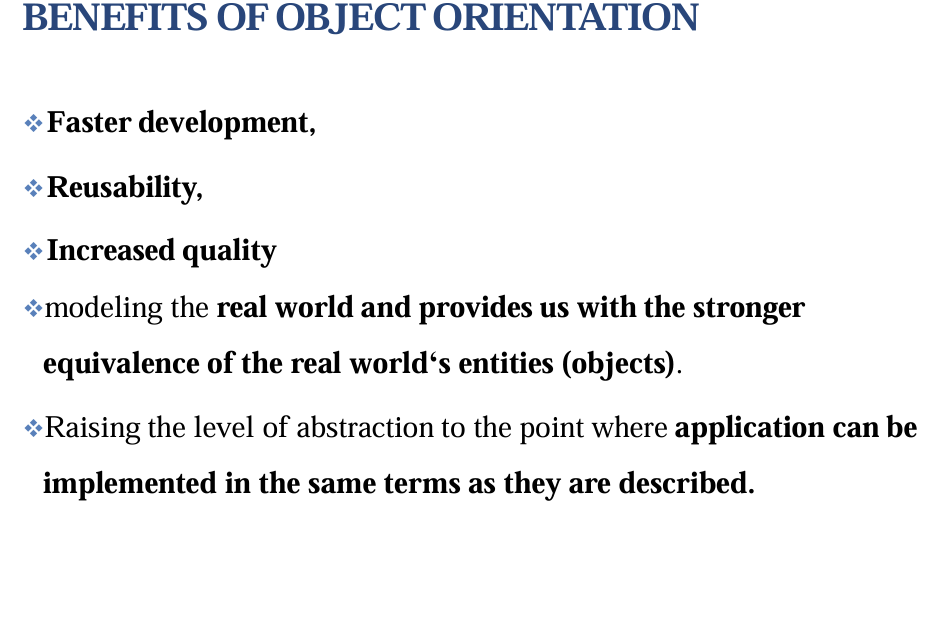 BENEFITS OF OBJECT ORIENTATION
❖Faster development,
❖Reusability,
❖Increased quality
❖modeling the real world and provides us with the stronger
equivalence of the real world‘s entities (objects).
❖Raising the level of abstraction to the point where application can be
implemented in the same terms as they are described.